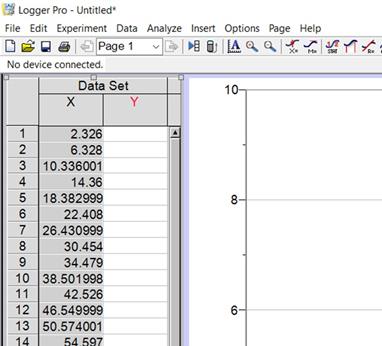 Logger Pro - Untitled*
File Edit Experiment Data Analyze Insert Options Page Help
Page 1
No device connected.
Data Set
X Y
1 2.326
2 6.328
3 10.336001
4 14.36
5 18.382999
6 22.408
7 26.430999
8 30.454
9 34.479
10 38.501998
11 42.526
12 46.549999
13 50.574001
14 54.597
10
8
6